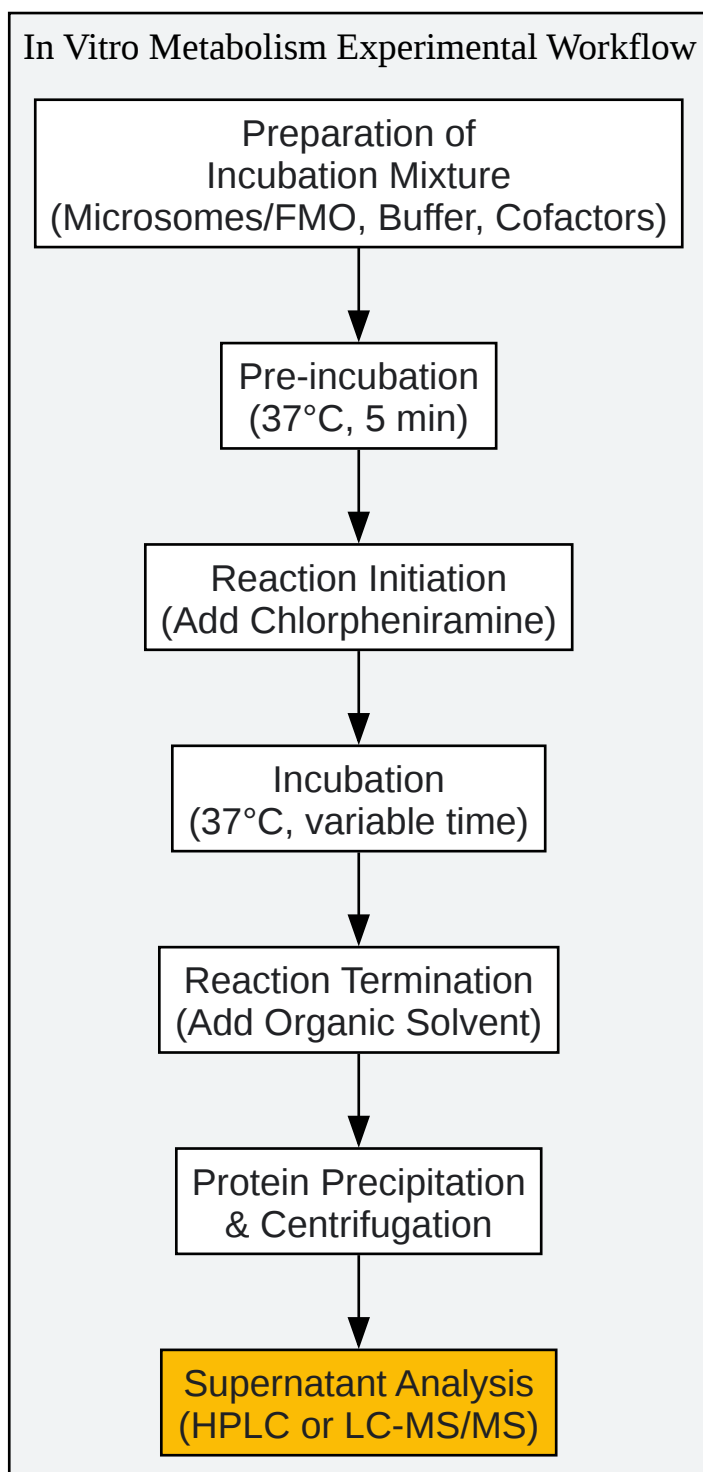 In Vitro Metabolism Experimental Workflow
Preparation of
Incubation Mixture
(Microsomes/FMO, Buffer, Cofactors)
Pre-incubation
(37°C, 5 min)
Reaction Initiation
(Add Chlorpheniramine)
Incubation
(37°C, variable time)
Reaction Termination
(Add Organic Solvent)
Protein Precipitation
& Centrifugation
Supernatant Analysis
(HPLC or LC-MS/MS)